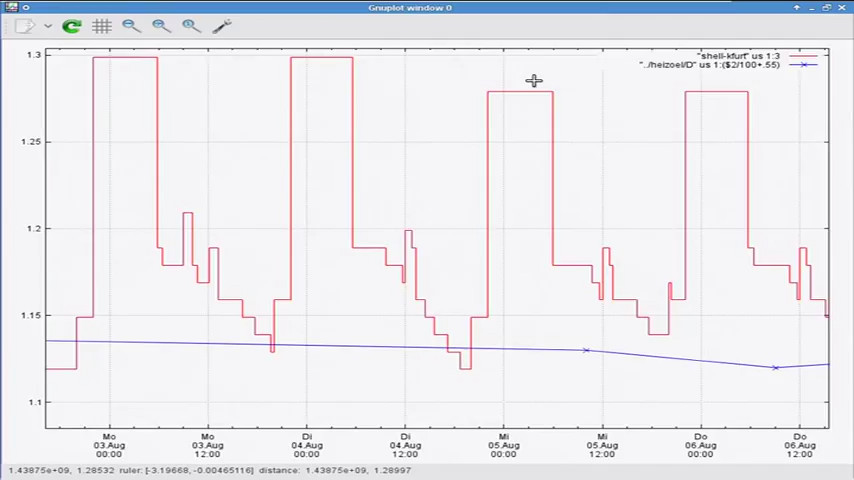 Gnuplot window 0
"shell-kfurt" us 1:3
"../heizoel/D" us 1:($2/100+.55)
1.3
1.25
1.2
1.15
1.1
Mo Mo Di Di Mi Mi Do Do
03.Aug 03.Aug 04.Aug 04.Aug 05.Aug 05.Aug 06.Aug 06.Aug
00:00 12:00 00:00 12:00 00:00 12:00 00:00 12:00
1.43875e+09, 1.28532 ruler: [-3.19668, -0.00465116] distance: 1.43875e+09, 1.28997